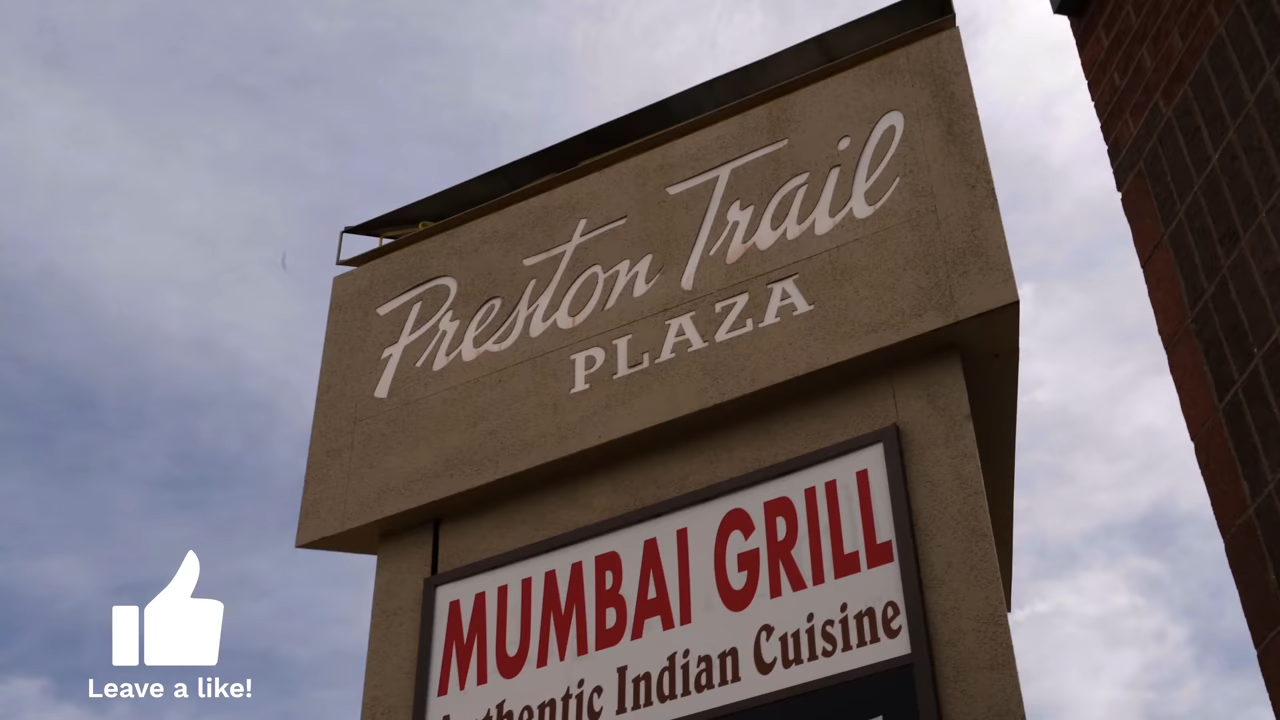 Preston Trail
PLAZA
MUMBAI GRILL
Indian Cuisine
Leave a like!